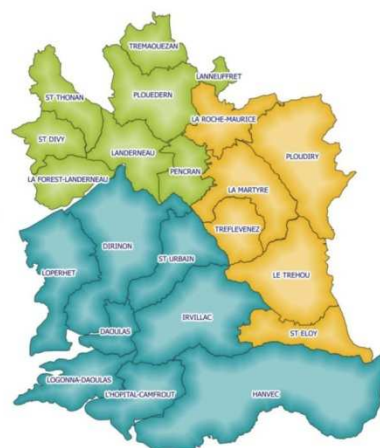 TREMAOUEZAN
LANNEUFFRET
ST THONAN
PLOUEDERN
LA ROCHE-MAURICE
ST DIVY
LANDERNEAU
PLOUDIRY
PENCRAN
LA FOREST-LANDERNEAU
LA MARTYRE
TREFLEVENEZ
DIRINON
ST URBAIN
LOPERHET
LE TREHOU
IRVILLAC
DAOULAS
ST ELOY
LOGONNA-DAOULAS
L'HOPITAL-CAMFROUT
HANVEC